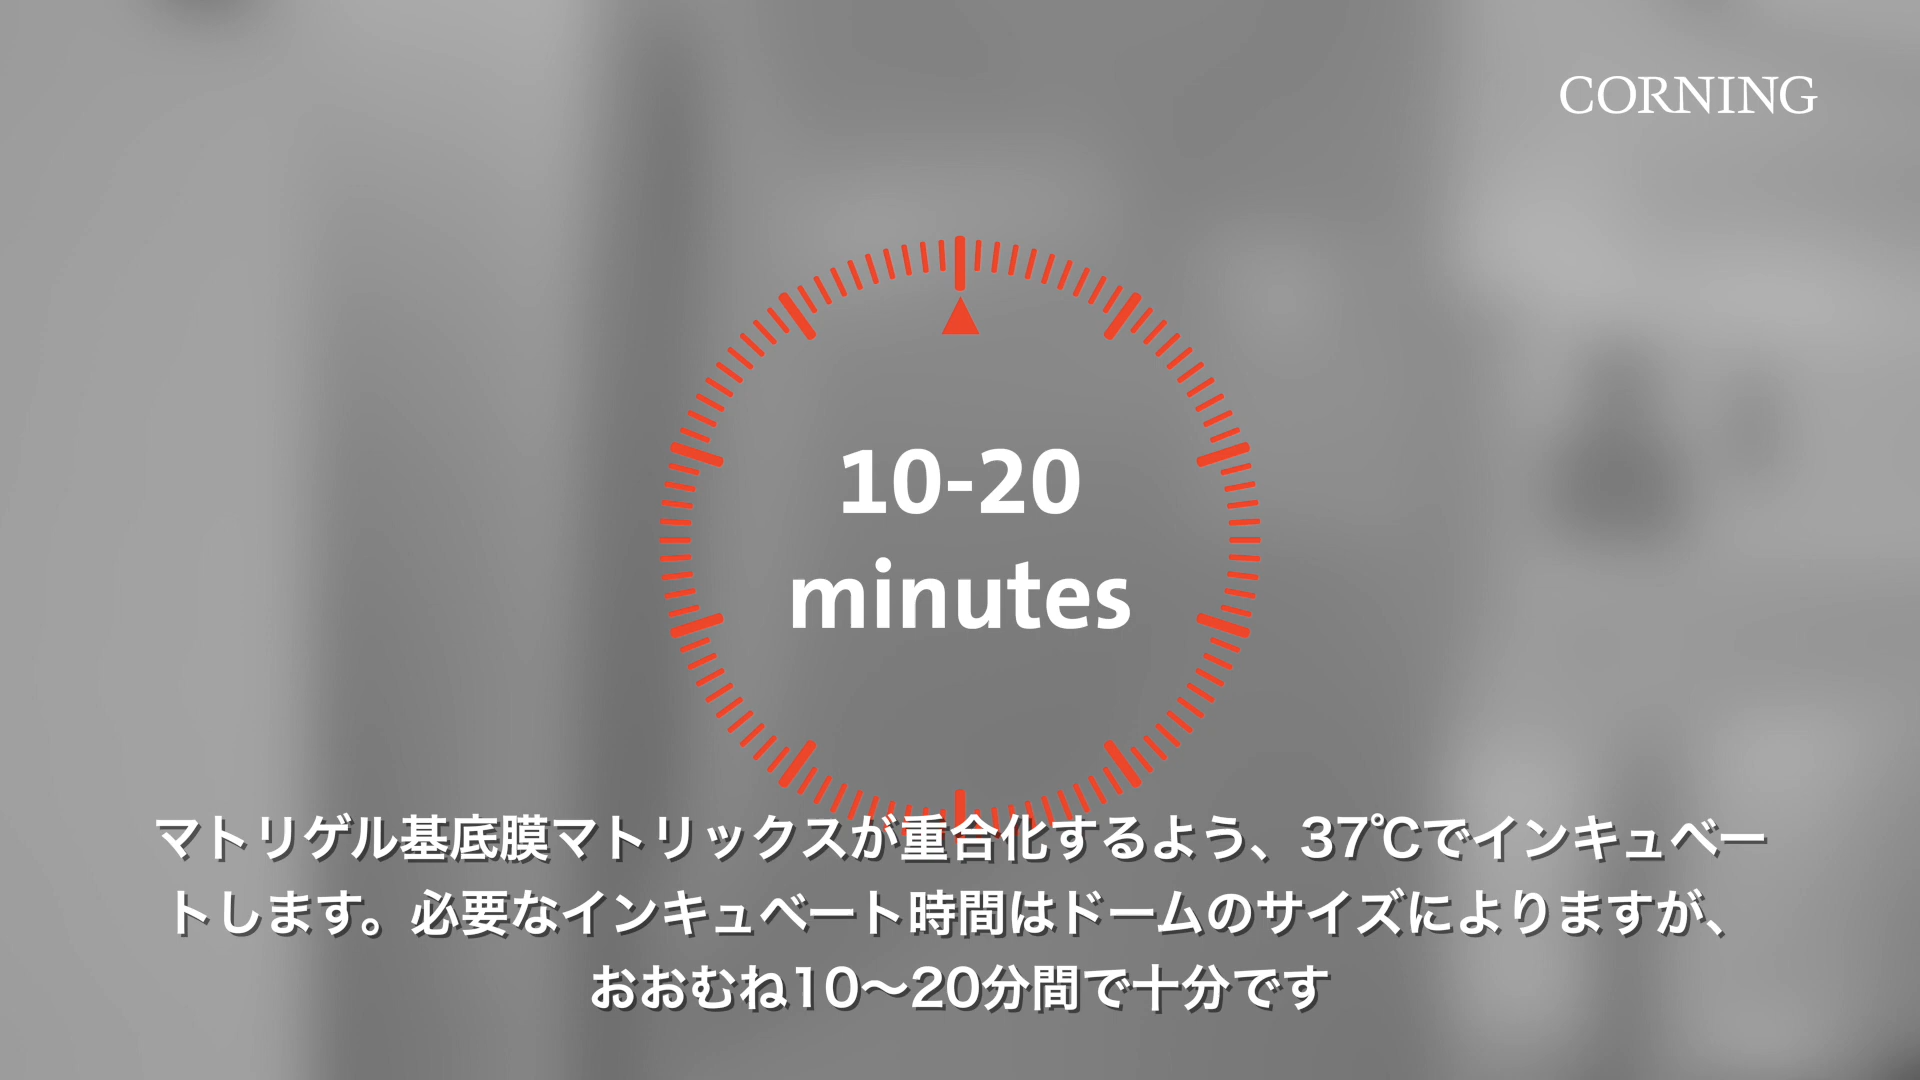 CORNING
10-20
minutes
マトリゲル基底膜マトリックスが重合化するよう、37℃でインキュベー
トします。必要なインキュベート時間はドームのサイズによりますが、
おおむね10～20分間で十分です